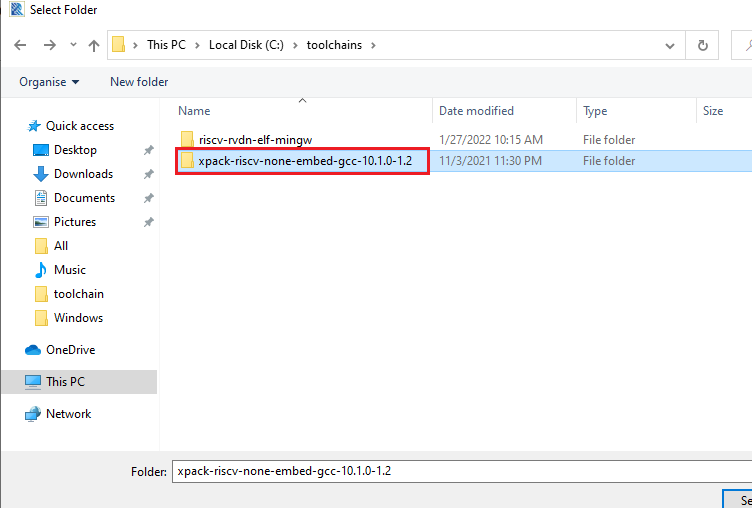 Select Folder
This PC > Local Disk (C:) > toolchains >
Organise New folder
Name Date modified Type Size
Quick access
Desktop
Downloads
Documents
Pictures
All
Music
toolchain
Windows
OneDrive
This PC
Network
riscv-rvdn-elf-mingw 1/27/2022 10:15 AM File folder
xpack-riscv-none-embed-gcc-10.1.0-1.2 11/3/2021 11:30 PM File folder
Folder: xpack-riscv-none-embed-gcc-10.1.0-1.2
Se